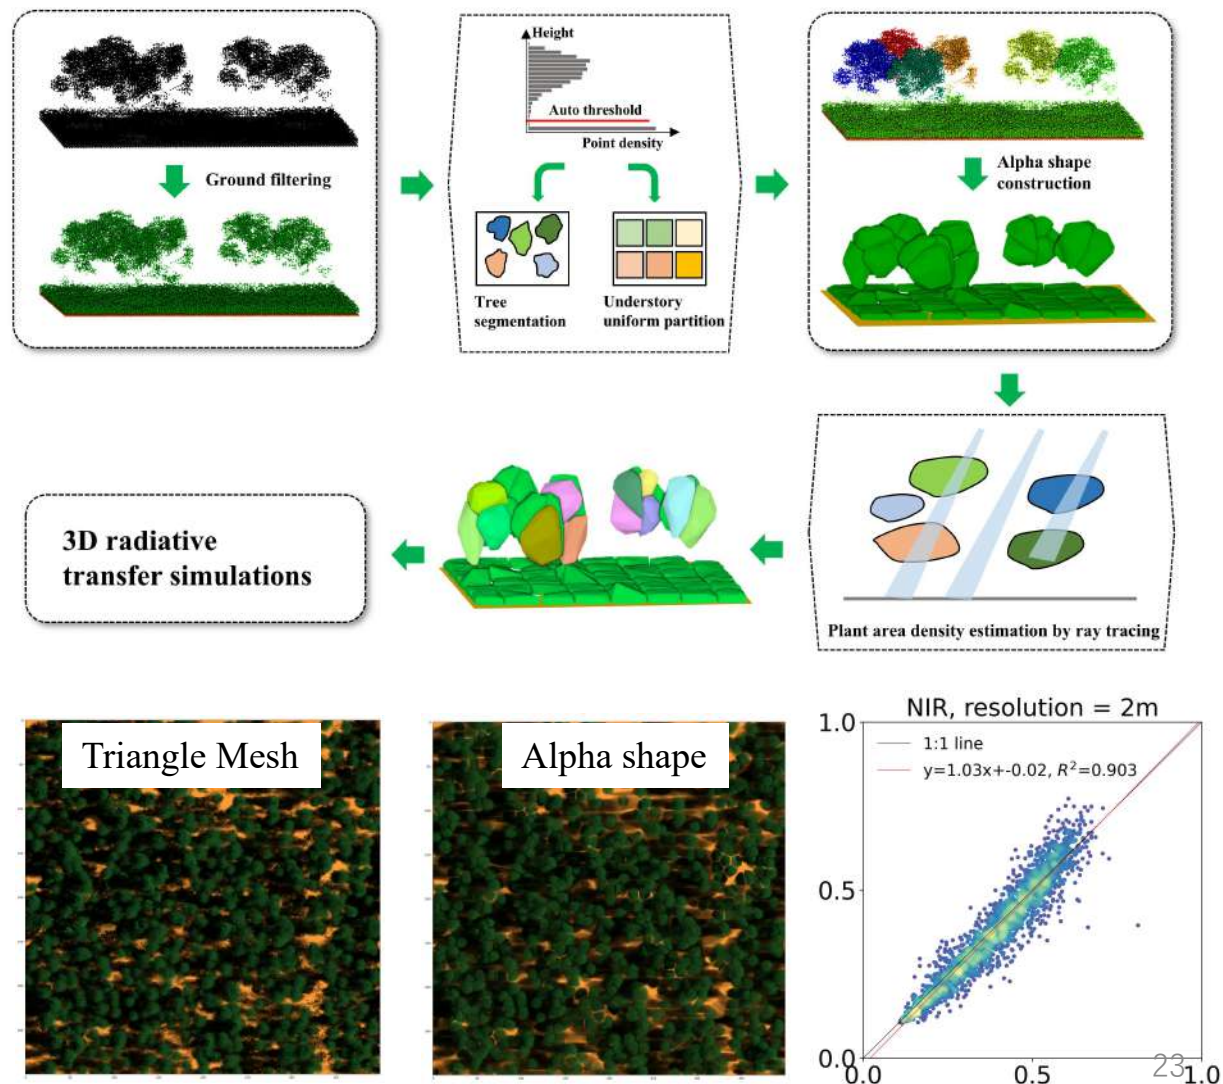 Ground filtering
Height
Auto threshold
Point density
Tree
segmentation
Understory
uniform partition
Alpha shape
construction
Plant area density estimation by ray tracing
3D radiative
transfer simulations
Triangle Mesh
Alpha shape
NIR, resolution = 2m
1:1 line
y=1.03x+-0.02, R²=0.903
1.0
0.5
0.0
0.0
0.5
1.0
23